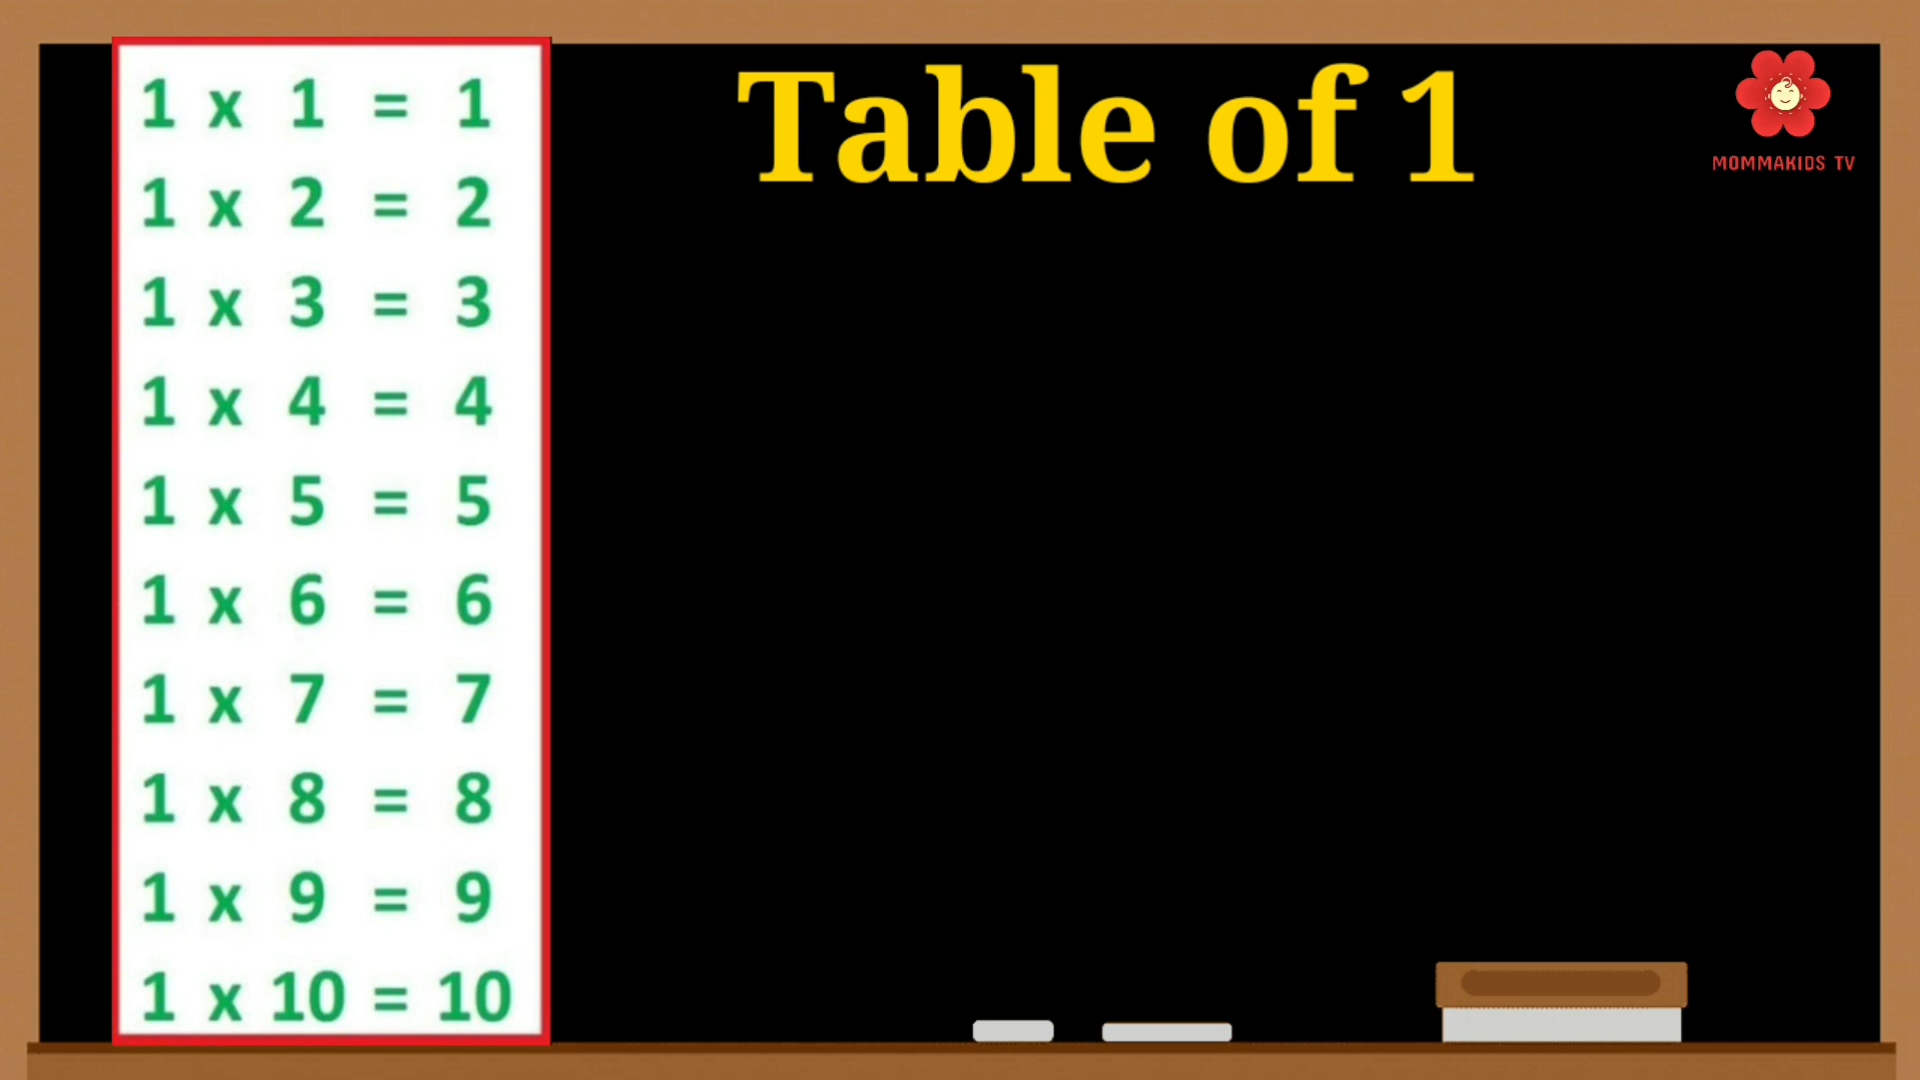 Table of 1
MOMMAKIDS TV
1 x 1 = 1
1 x 2 = 2
1 x 3 = 3
1 x 4 = 4
1 x 5 = 5
1 x 6 = 6
1 x 7 = 7
1 x 8 = 8
1 x 9 = 9
1 x 10 = 10